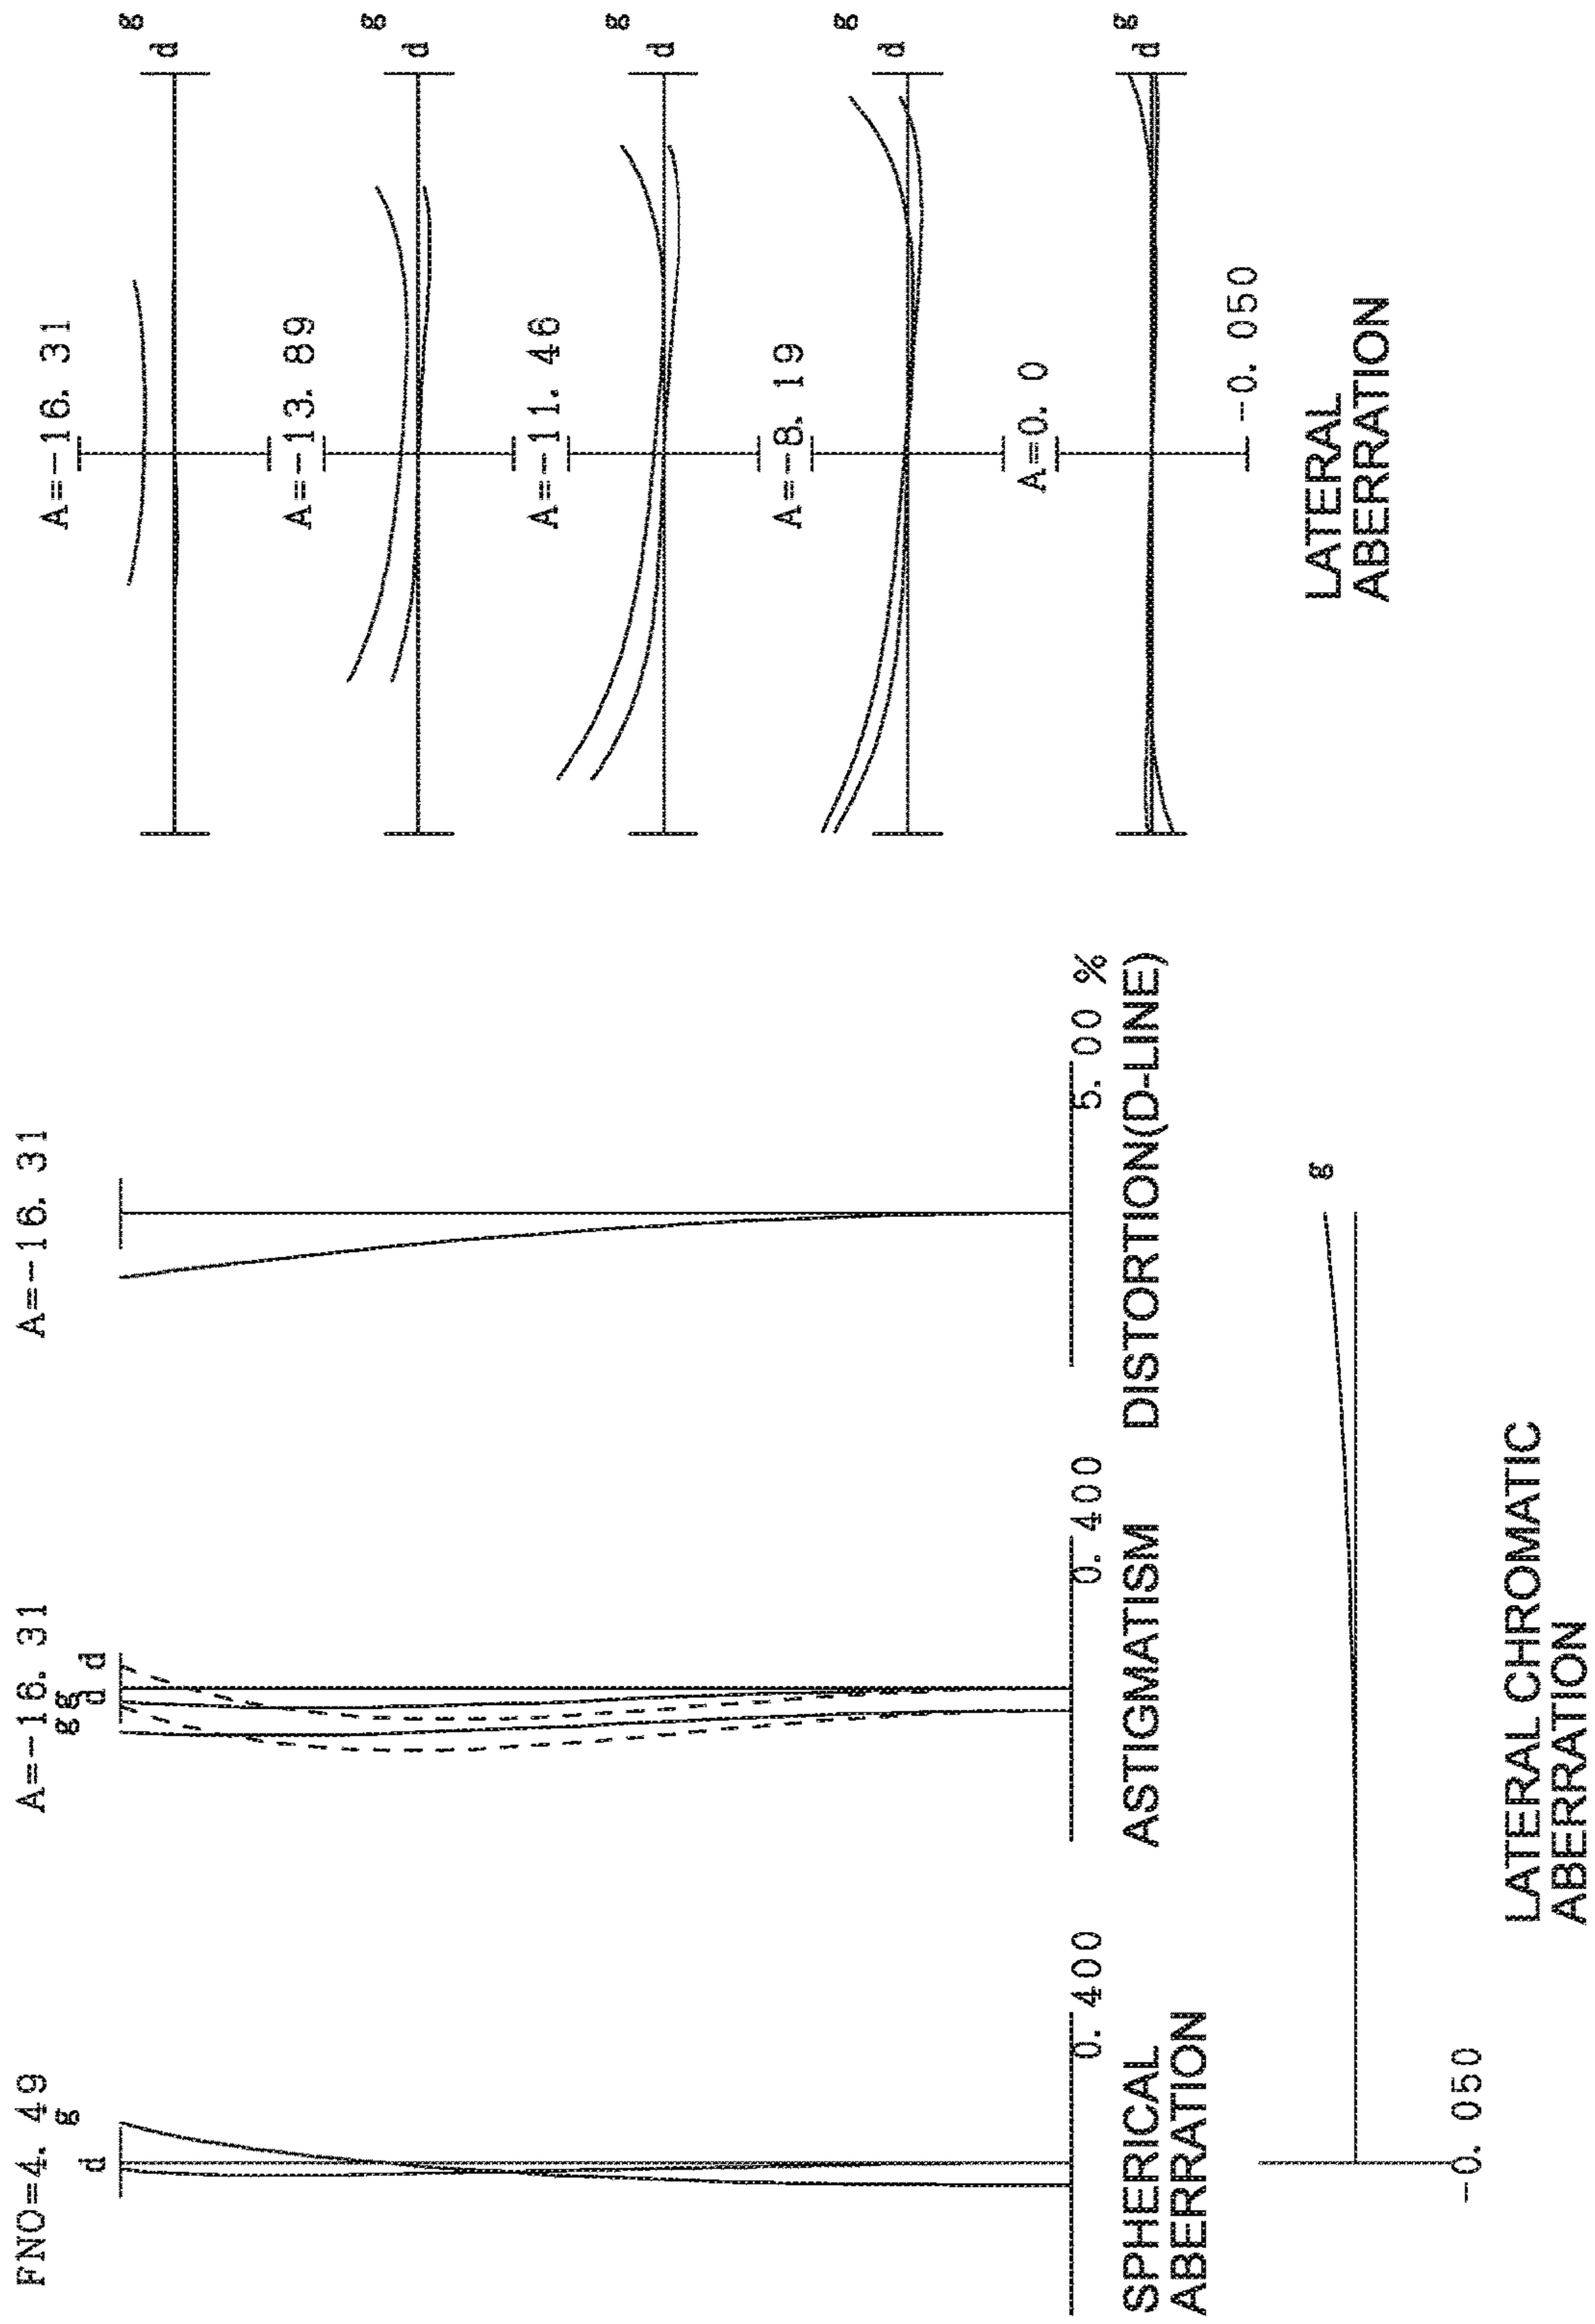 FNO=4.49
g
d
0.400
SPHERICAL
ABERRATION
A=-16.31
g g
d d
0.400
ASTIGMATISM
A=-16.31
5.00 %
DISTORTION(D-LINE)
g
-0.050
LATERAL CHROMATIC
ABERRATION
A=-16.31
g
d
A=-13.89
g
d
A=-11.46
g
d
A=-8.19
g
d
A=0.0
g
d
-0.050
LATERAL
ABERRATION